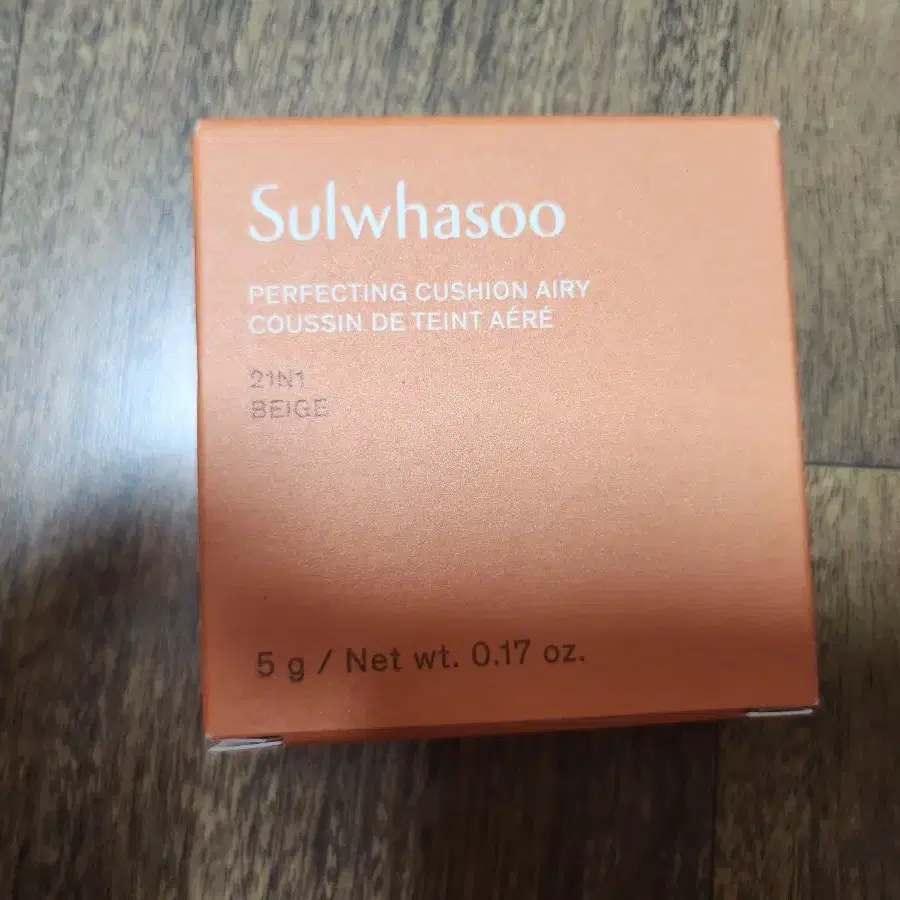 Sulwhasoo
PERFECTING CUSHION AIRY
COUSSIN DE TEINT AÉRÉ
21N1
BEIGE
5 g / Net wt. 0.17 oz.